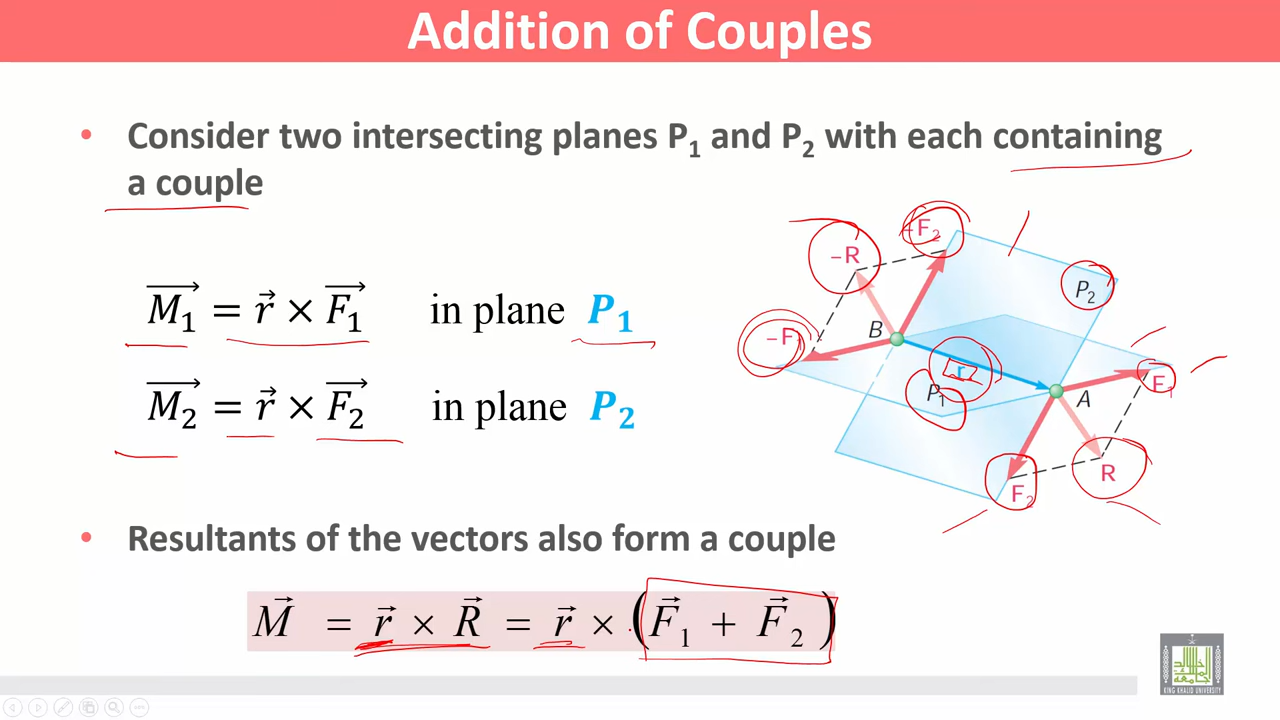 Addition of Couples
• Consider two intersecting planes P₁ and P₂ with each containing
a couple
M₁ = r × F₁ in plane P₁
M₂ = r × F₂ in plane P₂
−R
−F₂
P₂
B
−F₁
r
P₁
F₁
A
R
F₂
• Resultants of the vectors also form a couple
M = r × R = r × (F₁ + F₂)
KING KHALID UNIVERSITY